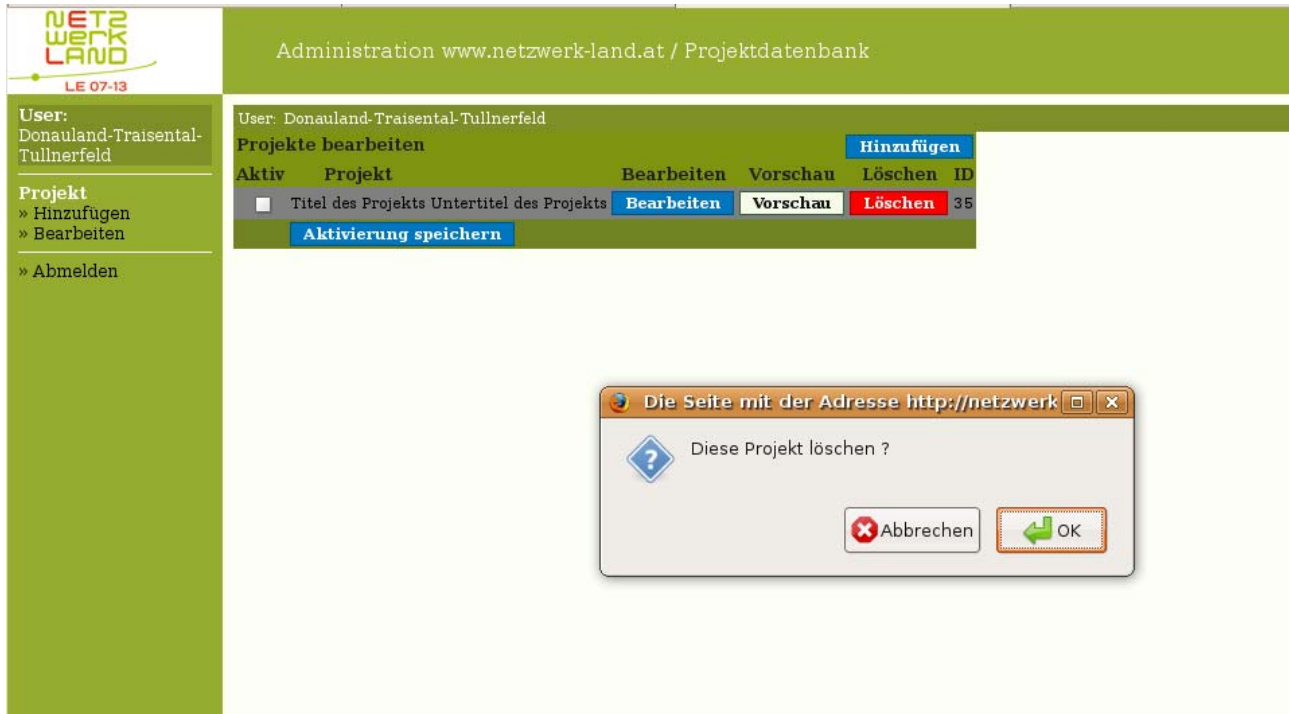 NETZ
werk
LAND
LE 07-13
Administration www.netzwerk-land.at / Projektdatenbank
User:
Donauland-Traisental-
Tullnerfeld
Projekt
» Hinzufügen
» Bearbeiten
» Abmelden
User: Donauland-Traisental-Tullnerfeld
Projekte bearbeiten Hinzufügen
Aktiv Projekt Bearbeiten Vorschau Löschen ID
Titel des Projekts Untertitel des Projekts Bearbeiten Vorschau Löschen 35
Aktivierung speichern
Die Seite mit der Adresse http://netzwerk
Diese Projekt löschen ?
Abbrechen OK